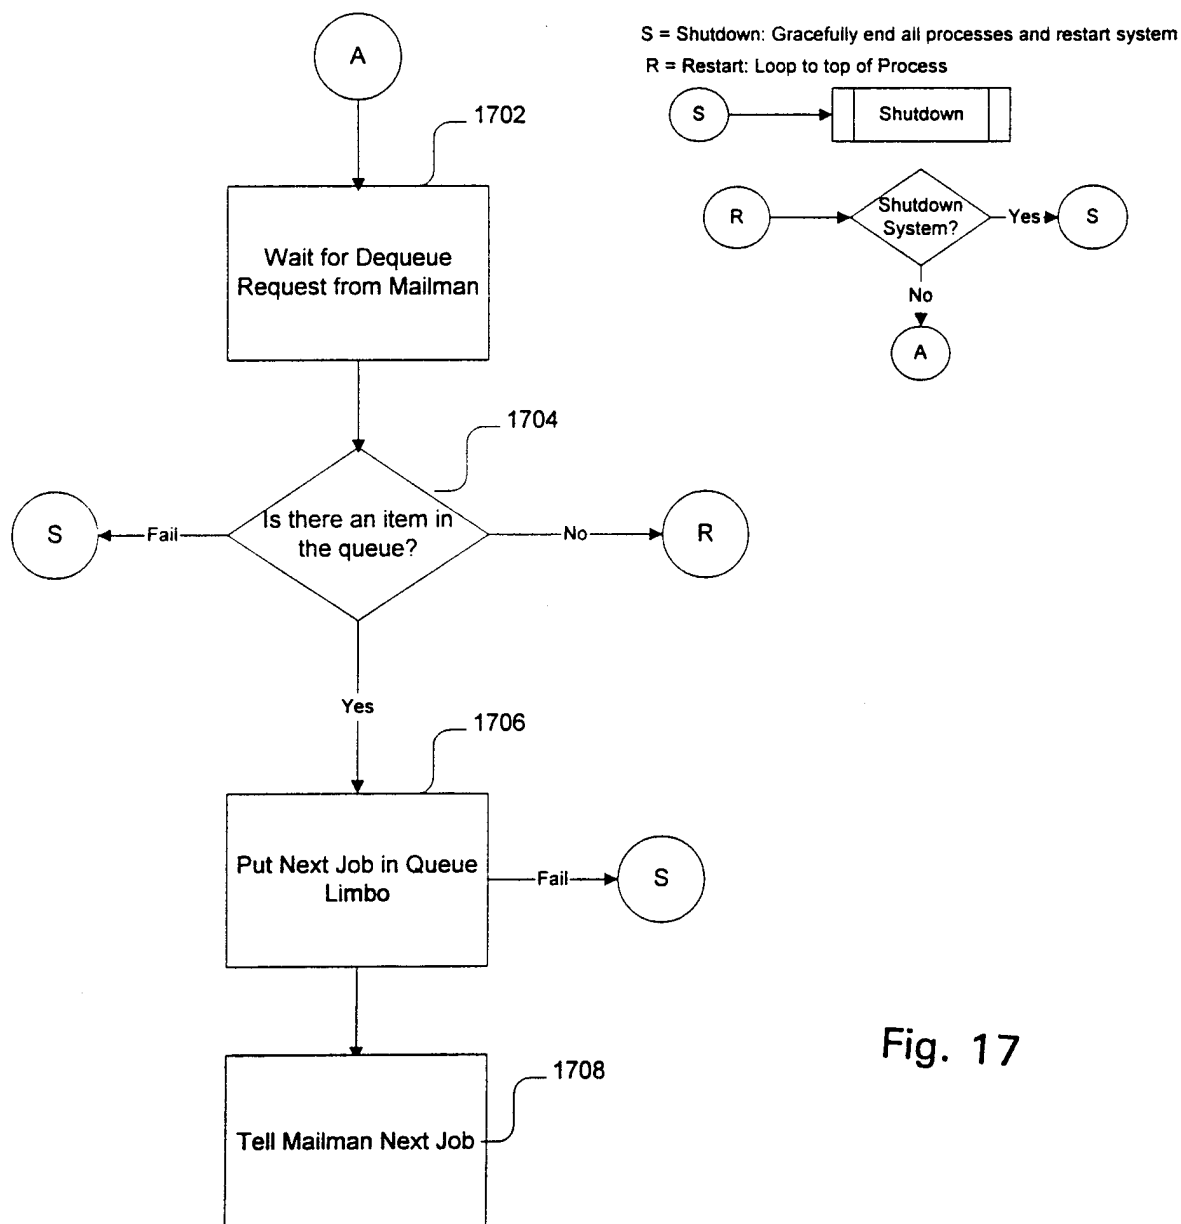 A
S = Shutdown: Gracefully end all processes and restart system
R = Restart: Loop to top of Process
S
Shutdown
1702
R
Shutdown
System?
Yes
S
Wait for Dequeue
Request from Mailman
No
A
1704
S
Fail
Is there an item in
the queue?
No
R
Yes
1706
Put Next Job in Queue
Limbo
Fail
S
Fig. 17
1708
Tell Mailman Next Job